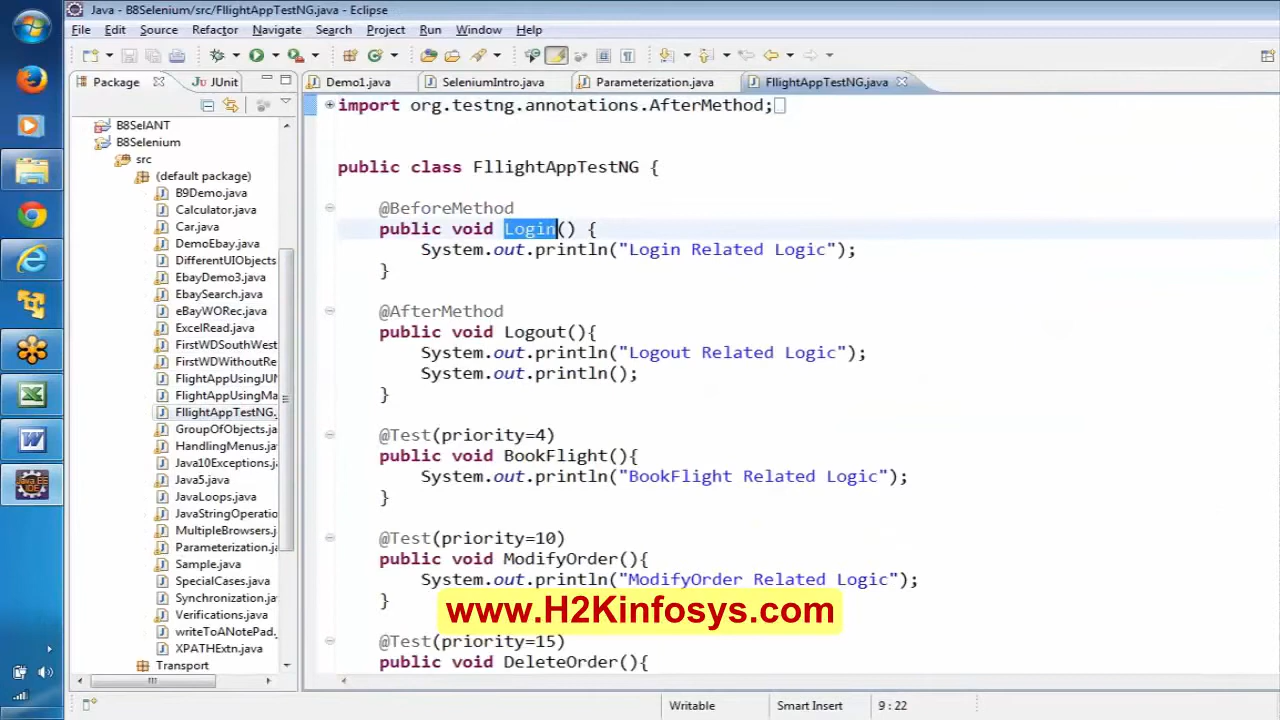 Java - B8Selenium/src/FllightAppTestNG.java - Eclipse
File Edit Source Refactor Navigate Search Project Run Window Help
Package JUnit Demo1.java SeleniumIntro.java Parameterization.java FllightAppTestNG.java
B8SelANT
B8Selenium
src
(default package)
B9Demo.java
Calculator.java
Car.java
DemoEbay.java
DifferentUIObjects
EbayDemo3.java
EbaySearch.java
eBayWORec.java
ExcelRead.java
FirstWDSouthWest
FirstWDWithoutRe
FlightAppUsingJUN
FlightAppUsingMa
FllightAppTestNG.
GroupOfObjects.ja
HandlingMenus.ja
Java10Exceptions.j
Java5.java
JavaLoops.java
JavaStringOperatio
MultipleBrowsers.j
Parameterization.ja
Sample.java
SpecialCases.java
Synchronization.ja
Verifications.java
writeToANotePad.
XPATHExtn.java
Transport
import org.testng.annotations.AfterMethod;
public class FllightAppTestNG {
@BeforeMethod
public void Login() {
System.out.println("Login Related Logic");
}
@AfterMethod
public void Logout(){
System.out.println("Logout Related Logic");
System.out.println();
}
@Test(priority=4)
public void BookFlight(){
System.out.println("BookFlight Related Logic");
}
@Test(priority=10)
public void ModifyOrder(){
System.out.println("ModifyOrder Related Logic");
}
www.H2Kinfosys.com
@Test(priority=15)
public void DeleteOrder(){
Writable Smart Insert 9 : 22
Java EE
IDE